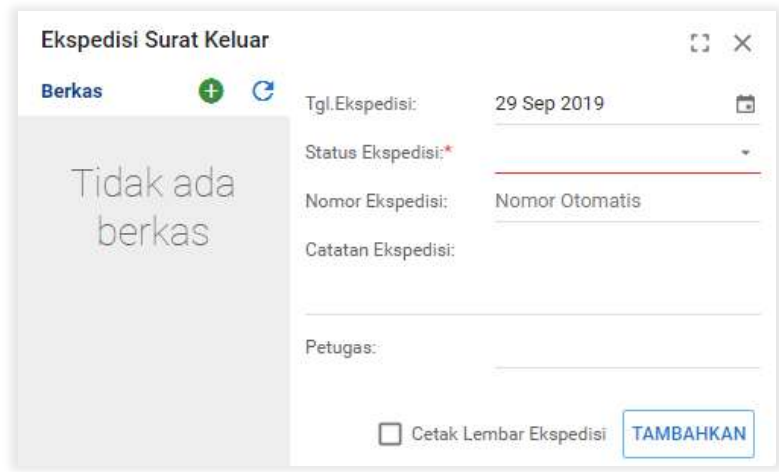 Ekspedisi Surat Keluar
Berkas
Tidak ada
berkas
Tgl.Ekspedisi: 29 Sep 2019
Status Ekspedisi:*
Nomor Ekspedisi: Nomor Otomatis
Catatan Ekspedisi:
Petugas:
Cetak Lembar Ekspedisi TAMBAHKAN